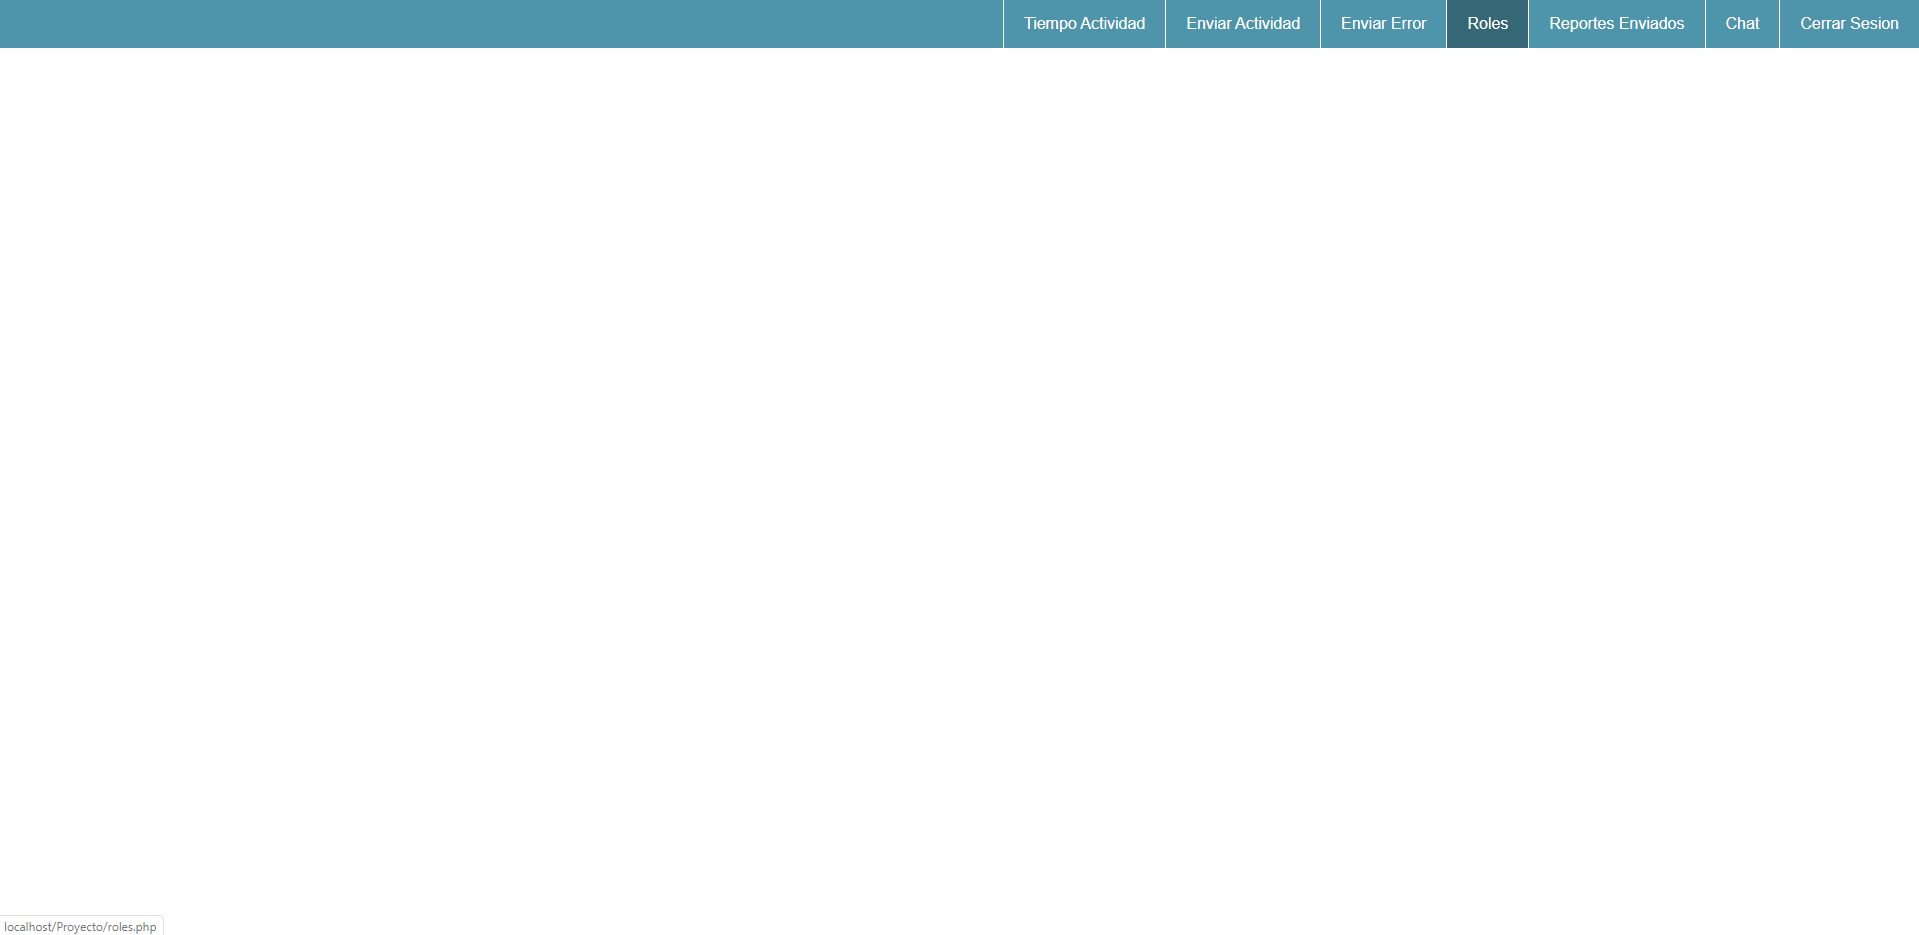 Tiempo Actividad Enviar Actividad Enviar Error Roles Reportes Enviados Chat Cerrar Sesion
localhost/Proyecto/roles.php